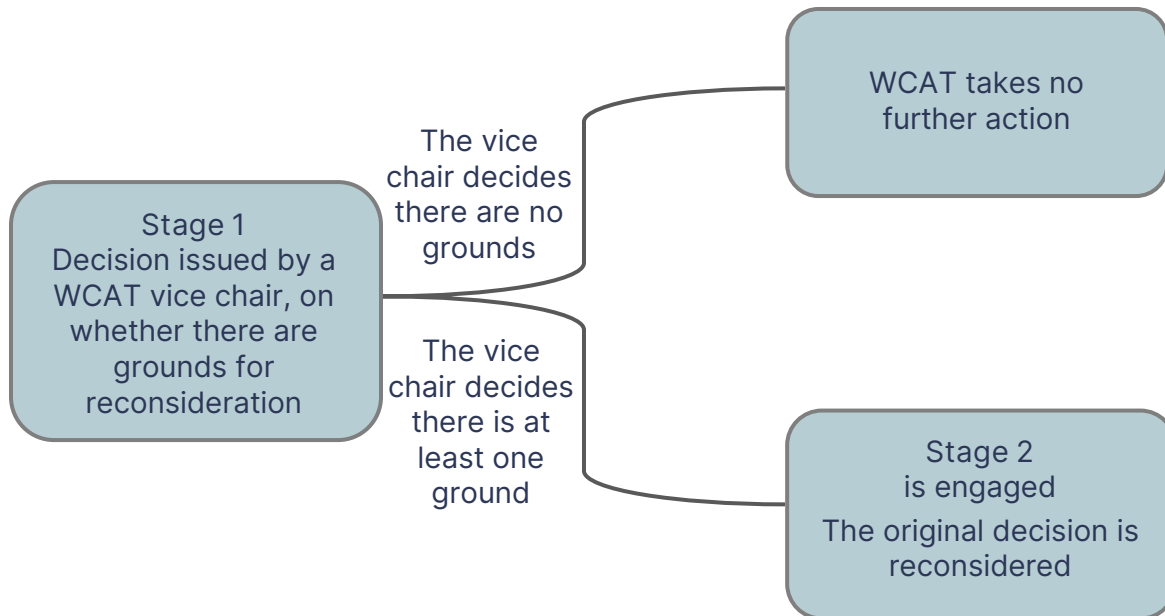 Stage 1
Decision issued by a
WCAT vice chair, on
whether there are
grounds for
reconsideration
The vice
chair decides
there are no
grounds
WCAT takes no
further action
The vice
chair decides
there is at
least one
ground
Stage 2
is engaged
The original decision is
reconsidered